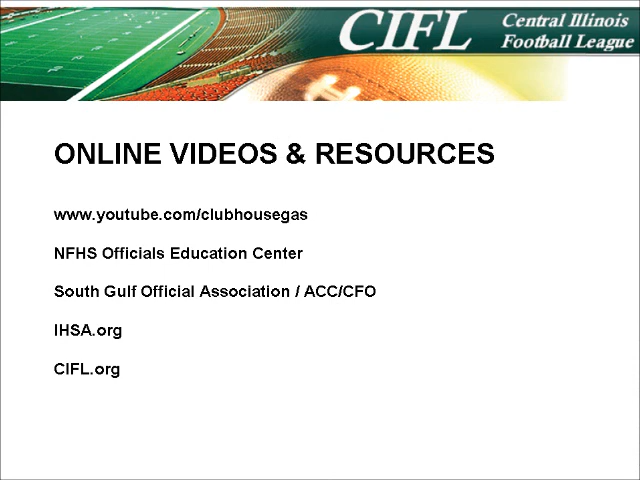 CIFL
Central Illinois
Football League
ONLINE VIDEOS & RESOURCES
www.youtube.com/clubhousegas
NFHS Officials Education Center
South Gulf Official Association / ACC/CFO
IHSA.org
CIFL.org